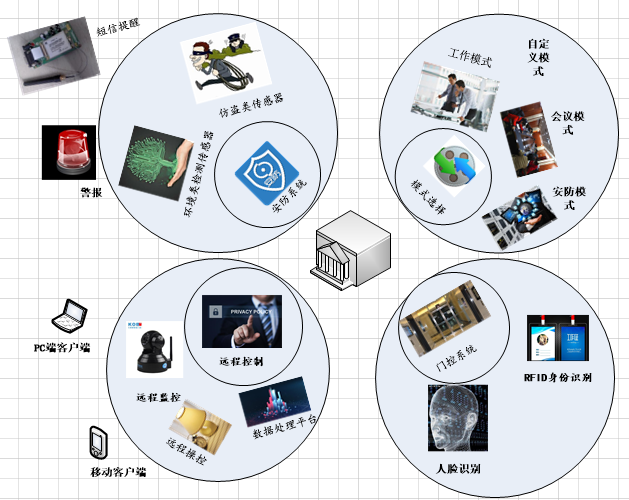 短信提醒
仿盗类传感器
环境类检测传感器
安防系统
警报
工作模式
自定
义模
式
会议模
式
模式选择
安防模
式
PC端客户端
移动客户端
PRIVACY POLICY
远程控制
远程监控
远程操控
数据处理平台
门控系统
RFID身份识别
人脸识别